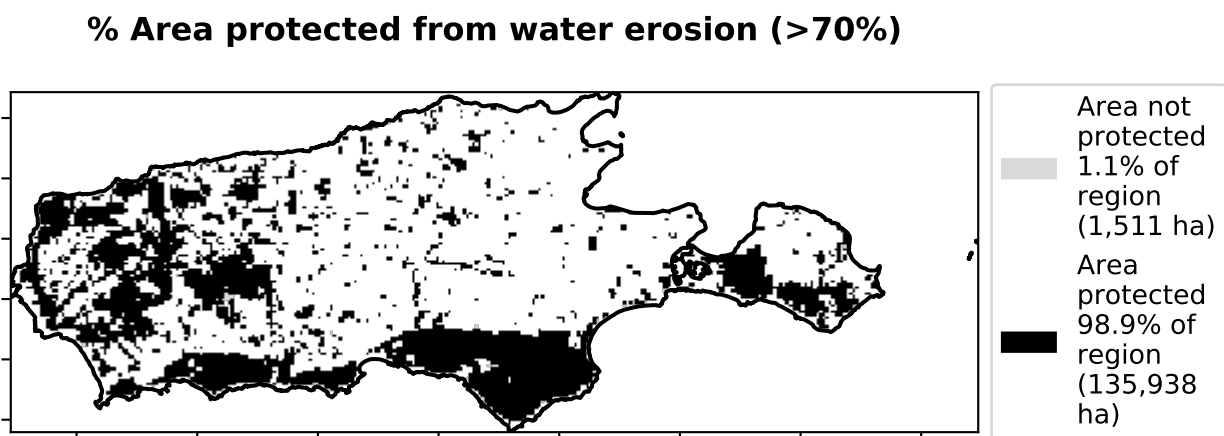 % Area protected from water erosion (>70%)
Area not
protected
1.1% of
region
(1,511 ha)
Area
protected
98.9% of
region
(135,938
ha)